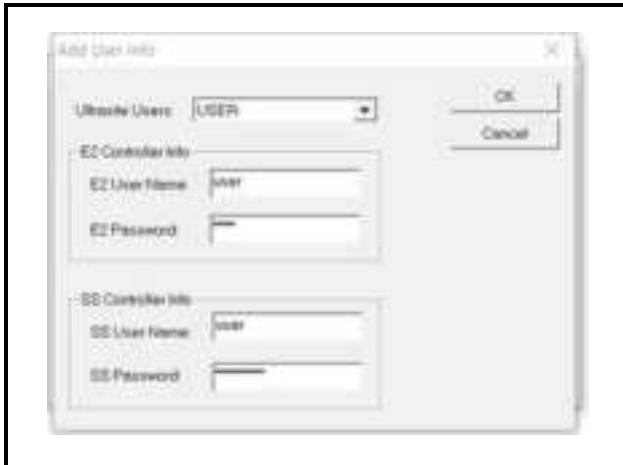 Add User Info
OK
Ultrasite Users: USER
Cancel
E2 Controller Info
E2 User Name user
E2 Password
SS Controller Info
SS User Name user
SS Password